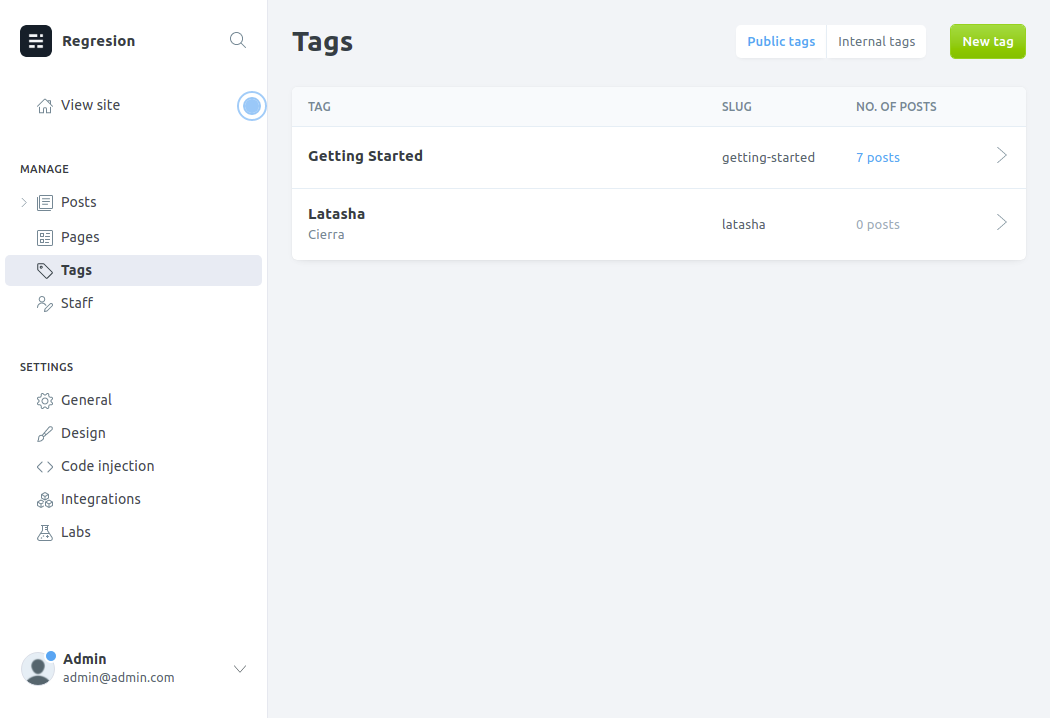 Regresion
View site
MANAGE
Posts
Pages
Tags
Staff
SETTINGS
General
Design
Code injection
Integrations
Labs
Admin
admin@admin.com
Tags
Public tags
Internal tags
New tag
TAG SLUG NO. OF POSTS
Getting Started getting-started 7 posts
Latasha latasha 0 posts
Cierra